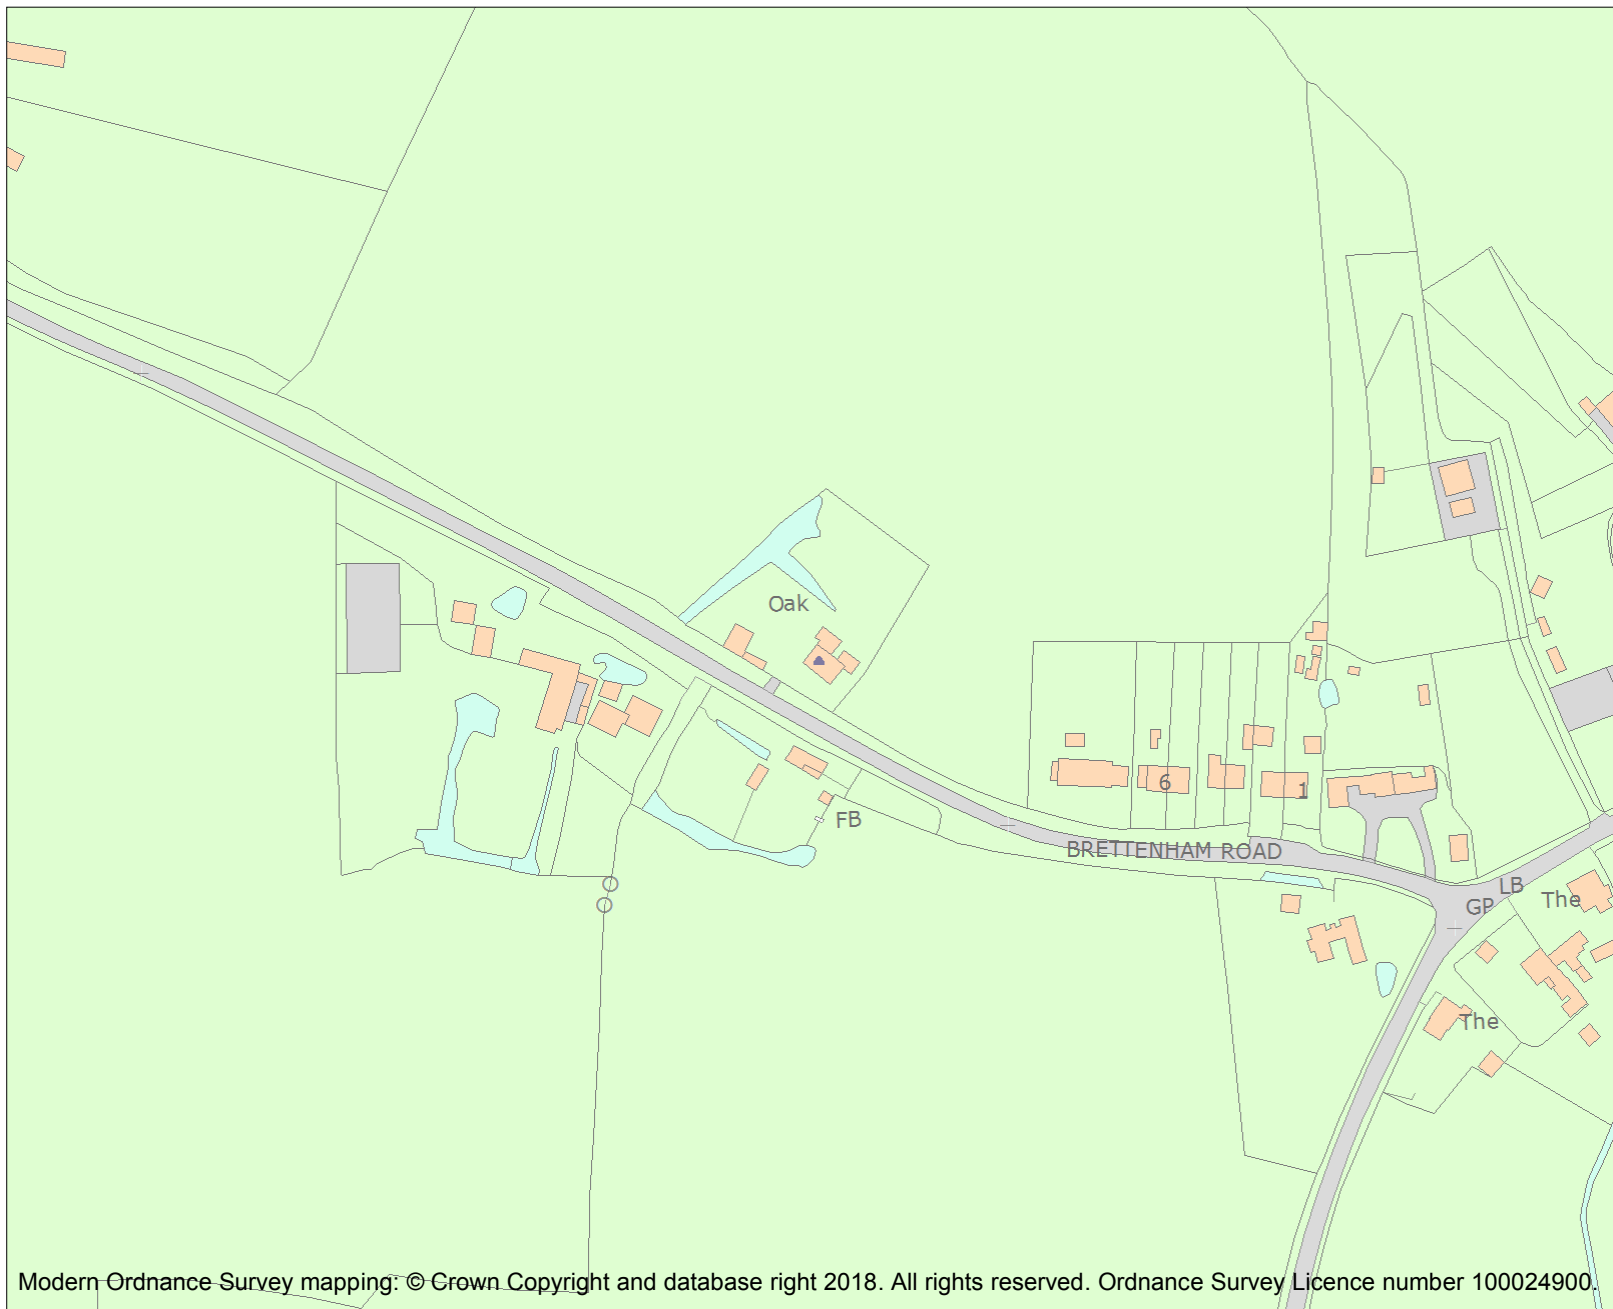 Oak
6
1
FB
BRETTENHAM ROAD
LB
The
GP
The
Modern Ordnance Survey mapping: © Crown Copyright and database right 2018. All rights reserved. Ordnance Survey Licence number 100024900.